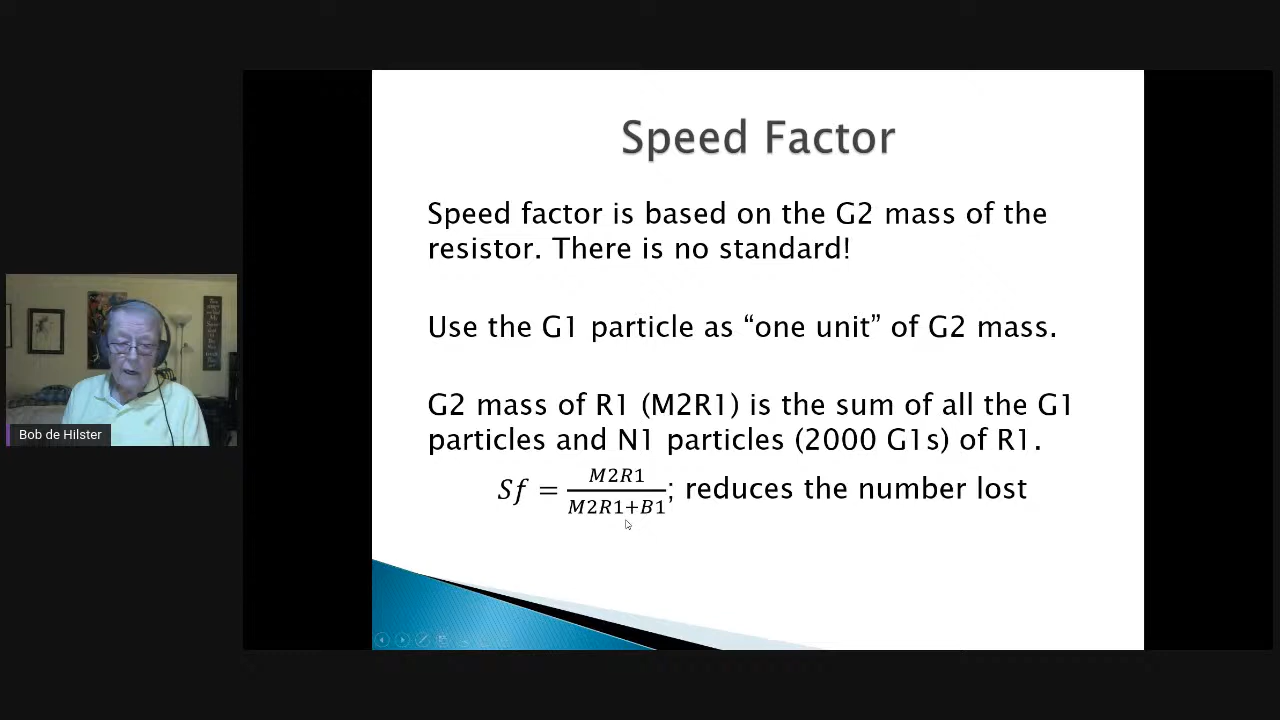 Speed Factor
Speed factor is based on the G2 mass of the
resistor. There is no standard!
Use the G1 particle as “one unit” of G2 mass.
G2 mass of R1 (M2R1) is the sum of all the G1
particles and N1 particles (2000 G1s) of R1.
Sf = M2R1 / M2R1+B1 ; reduces the number lost
Bob de Hilster